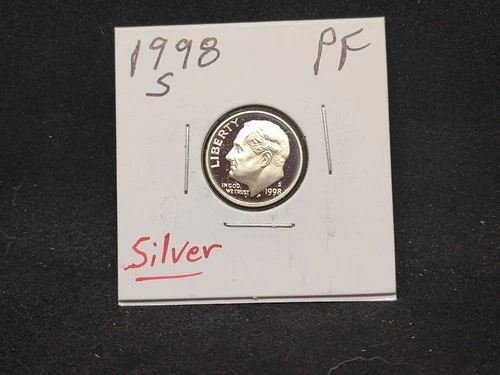 1998 PF
S
LIBERTY
IN GOD
WE TRUST
S
1998
Silver